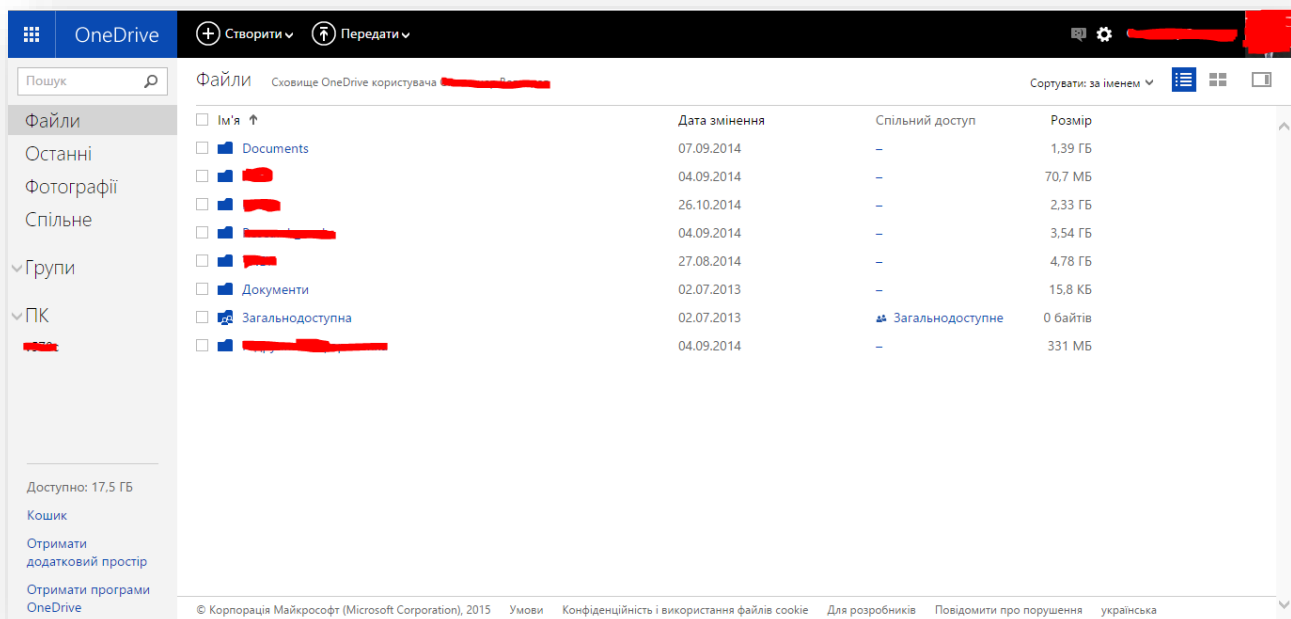 OneDrive Створити Передати
Пошук
Файли Сховище OneDrive користувача
Сортувати: за іменем
Файли
Останні
Фотографії
Спільне
Групи
ПК
Ім'я Дата змінення Спільний доступ Розмір
Documents 07.09.2014 – 1,39 ГБ
04.09.2014 – 70,7 МБ
26.10.2014 – 2,33 ГБ
04.09.2014 – 3,54 ГБ
27.08.2014 – 4,78 ГБ
Документи 02.07.2013 – 15,8 КБ
Загальнодоступна 02.07.2013 Загальнодоступне 0 байтів
04.09.2014 – 331 МБ
Доступно: 17,5 ГБ
Кошик
Отримати
додатковий простір
Отримати програми
OneDrive
© Корпорація Майкрософт (Microsoft Corporation), 2015 Умови Конфіденційність і використання файлів cookie Для розробників Повідомити про порушення українська